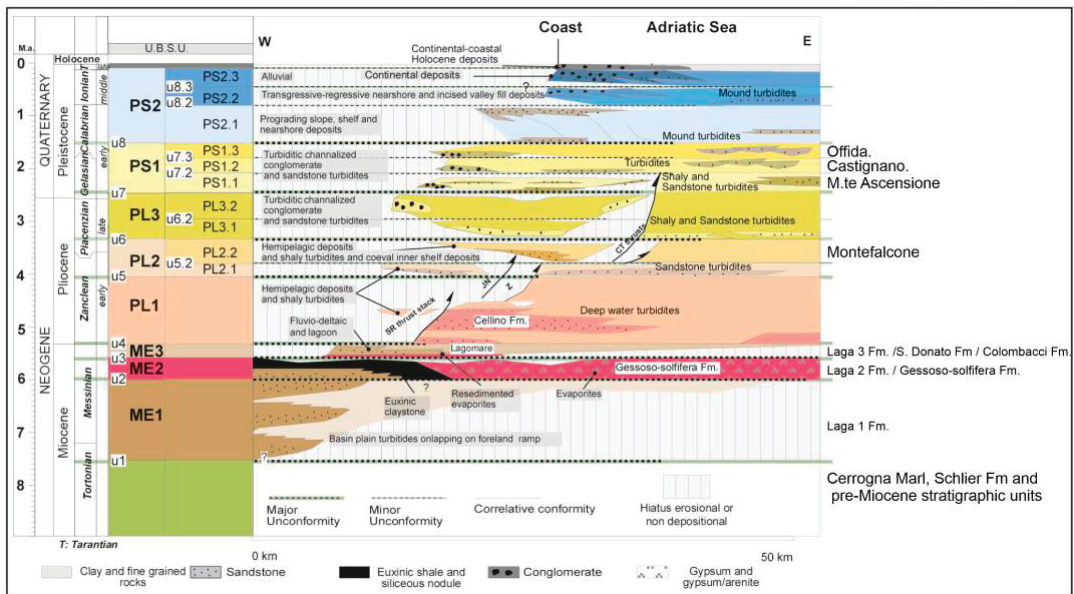 Coast
Adriatic Sea
M.a.
U.B.S.U.
W
E
Continental-coastal
Holocene deposits
Holocene
0
1
2
3
4
5
6
7
8
QUATERNARY
NEOGENE
Pleistocene
Pliocene
Miocene
T
Ionian
Calabrian
Gelasian
Piacenzian
Zanclean
Messinian
Tortonian
late
middle
early
late
early
PS2
PS1
PL3
PL2
PL1
ME3
ME2
ME1
u8.3
u8.2
u8
u7.3
u7.2
u7
u6.2
u6
u5.2
u5
u4
u3
u2
u1
PS2.3
PS2.2
PS2.1
PS1.3
PS1.2
PS1.1
PL3.2
PL3.1
PL2.2
PL2.1
Alluvial
Continental deposits
?
Transgressive-regressive nearshore and incised valley fill deposits
Mound turbidites
Prograding slope, shelf and
nearshore deposits
Mound turbidites
Turbiditic channalized
conglomerate
and sandstone turbidites
Turbidites
Shaly and
Sandstone turbidites
Offida.
Castignano.
M.te Ascensione
Turbiditic channalized
conglomerate
and sandstone turbidites
Shaly and Sandstone turbidites
CT thrusts
Hemipelagic deposits
and shaly turbidites and coeval inner shelf deposits
Montefalcone
Sandstone turbidites
Hemipelagic deposits
and shaly turbidites
JN
Z
SR thrust stack
Deep water turbidites
Fluvio-deltaic
and lagoon
Cellino Fm.
Lagomare
Laga 3 Fm. /S. Donato Fm / Colombacci Fm.
Gessoso-solfifera Fm.
Laga 2 Fm. / Gessoso-solfifera Fm.
?
Euxinic
claystone
Resedimented
evaporites
Evaporites
Laga 1 Fm.
Basin plain turbitides onlapping on foreland ramp
?
Cerrogna Marl, Schlier Fm and
pre-Miocene stratigraphic units
Major
Unconformity
Minor
Unconformity
Correlative conformity
Hiatus erosional or
non depositional
T: Tarantian
0 km
50 km
Clay and fine grained
rocks
Sandstone
Euxinic shale and
siliceous nodule
Conglomerate
Gypsum and
gypsum/arenite